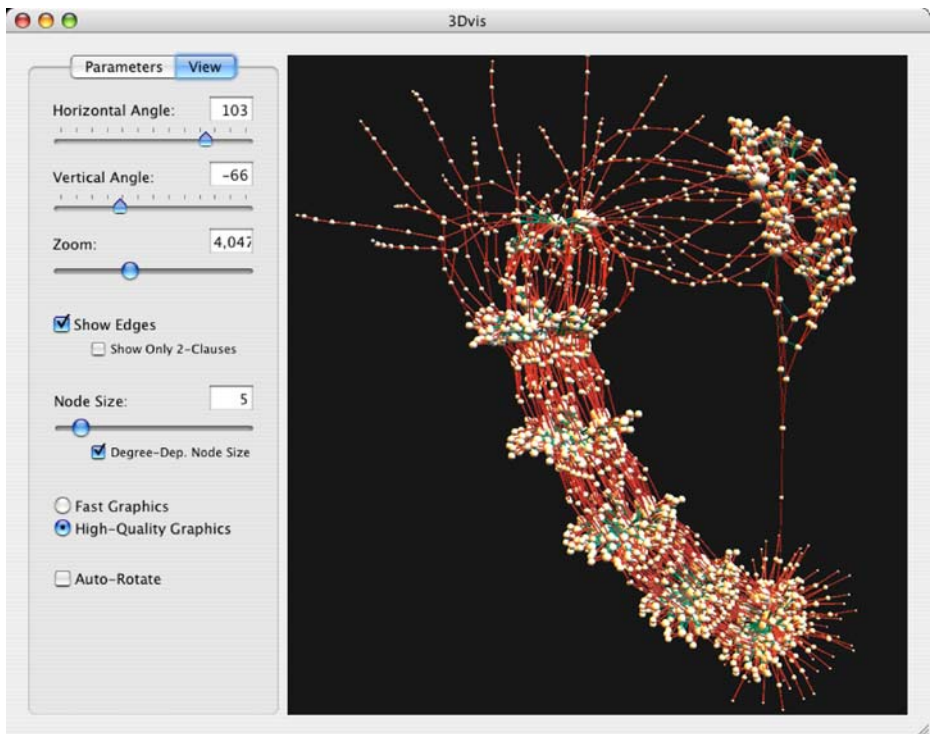 3Dvis
Parameters View
Horizontal Angle: 103
Vertical Angle: -66
Zoom: 4,047
Show Edges
Show Only 2-Clauses
Node Size: 5
Degree-Dep. Node Size
Fast Graphics
High-Quality Graphics
Auto-Rotate